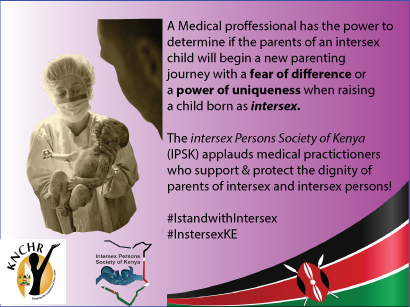 A Medical proffessional has the power to
determine if the parents of an intersex
child will begin a new parenting
journey with a fear of difference or
a power of uniqueness when raising
a child born as intersex.
The intersex Persons Society of Kenya
(IPSK) applauds medical practictioners
who support & protect the dignity of
parents of intersex and intersex persons!
#IstandwithIntersex
#InstersexKE
KNCHR
Intersex Persons
Society of Kenya